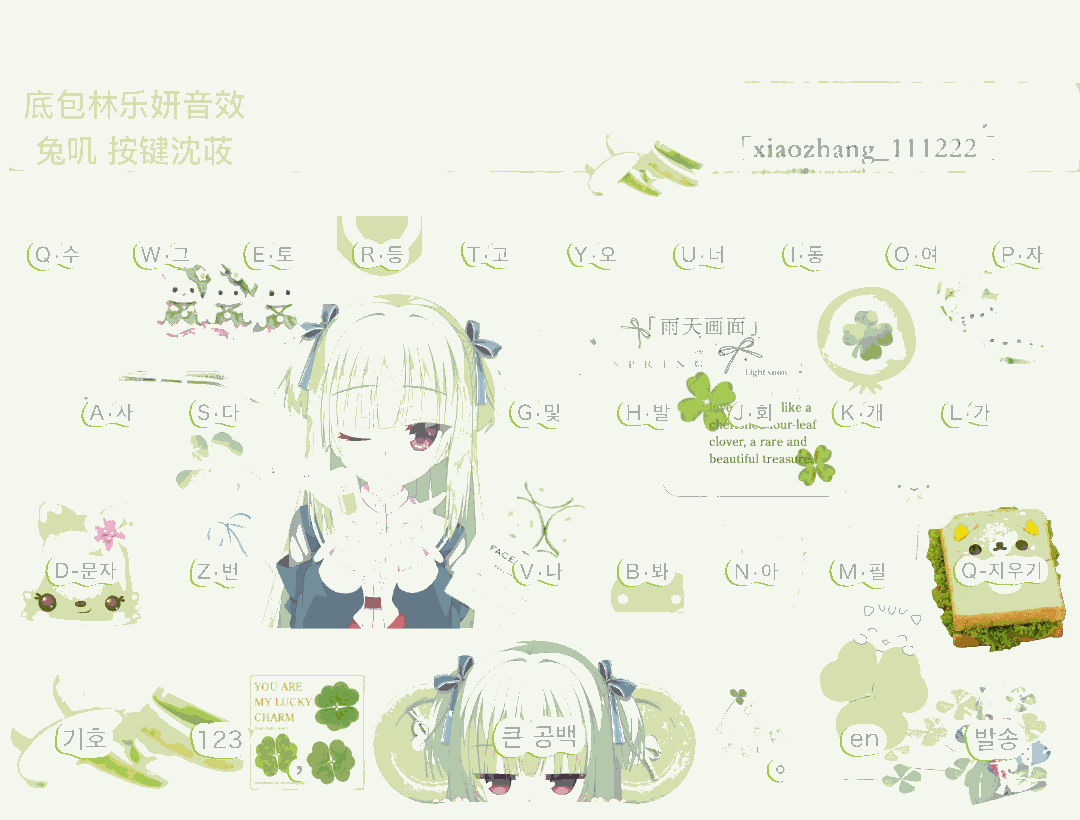 底包林乐妍音效
兔叽 按键沈莜
「xiaozhang_111222
Q·수 W·그 E·토 R·등 T·고 Y·오 U·너 I·동 O·여 P·자
「雨天画面」
SPRING
Light snow
A·사 S·다 G·및 H·발 J·회 K·개 L·가
love like a
four-leaf
clover, a rare and
beautiful treasure.
FACE
D-문자 Z·번 V·나 B·봐 N·아 M·필 Q-지우기
YOU ARE
MY LUCKY
CHARM
기호 123 , 큰 공백 。 en 발송